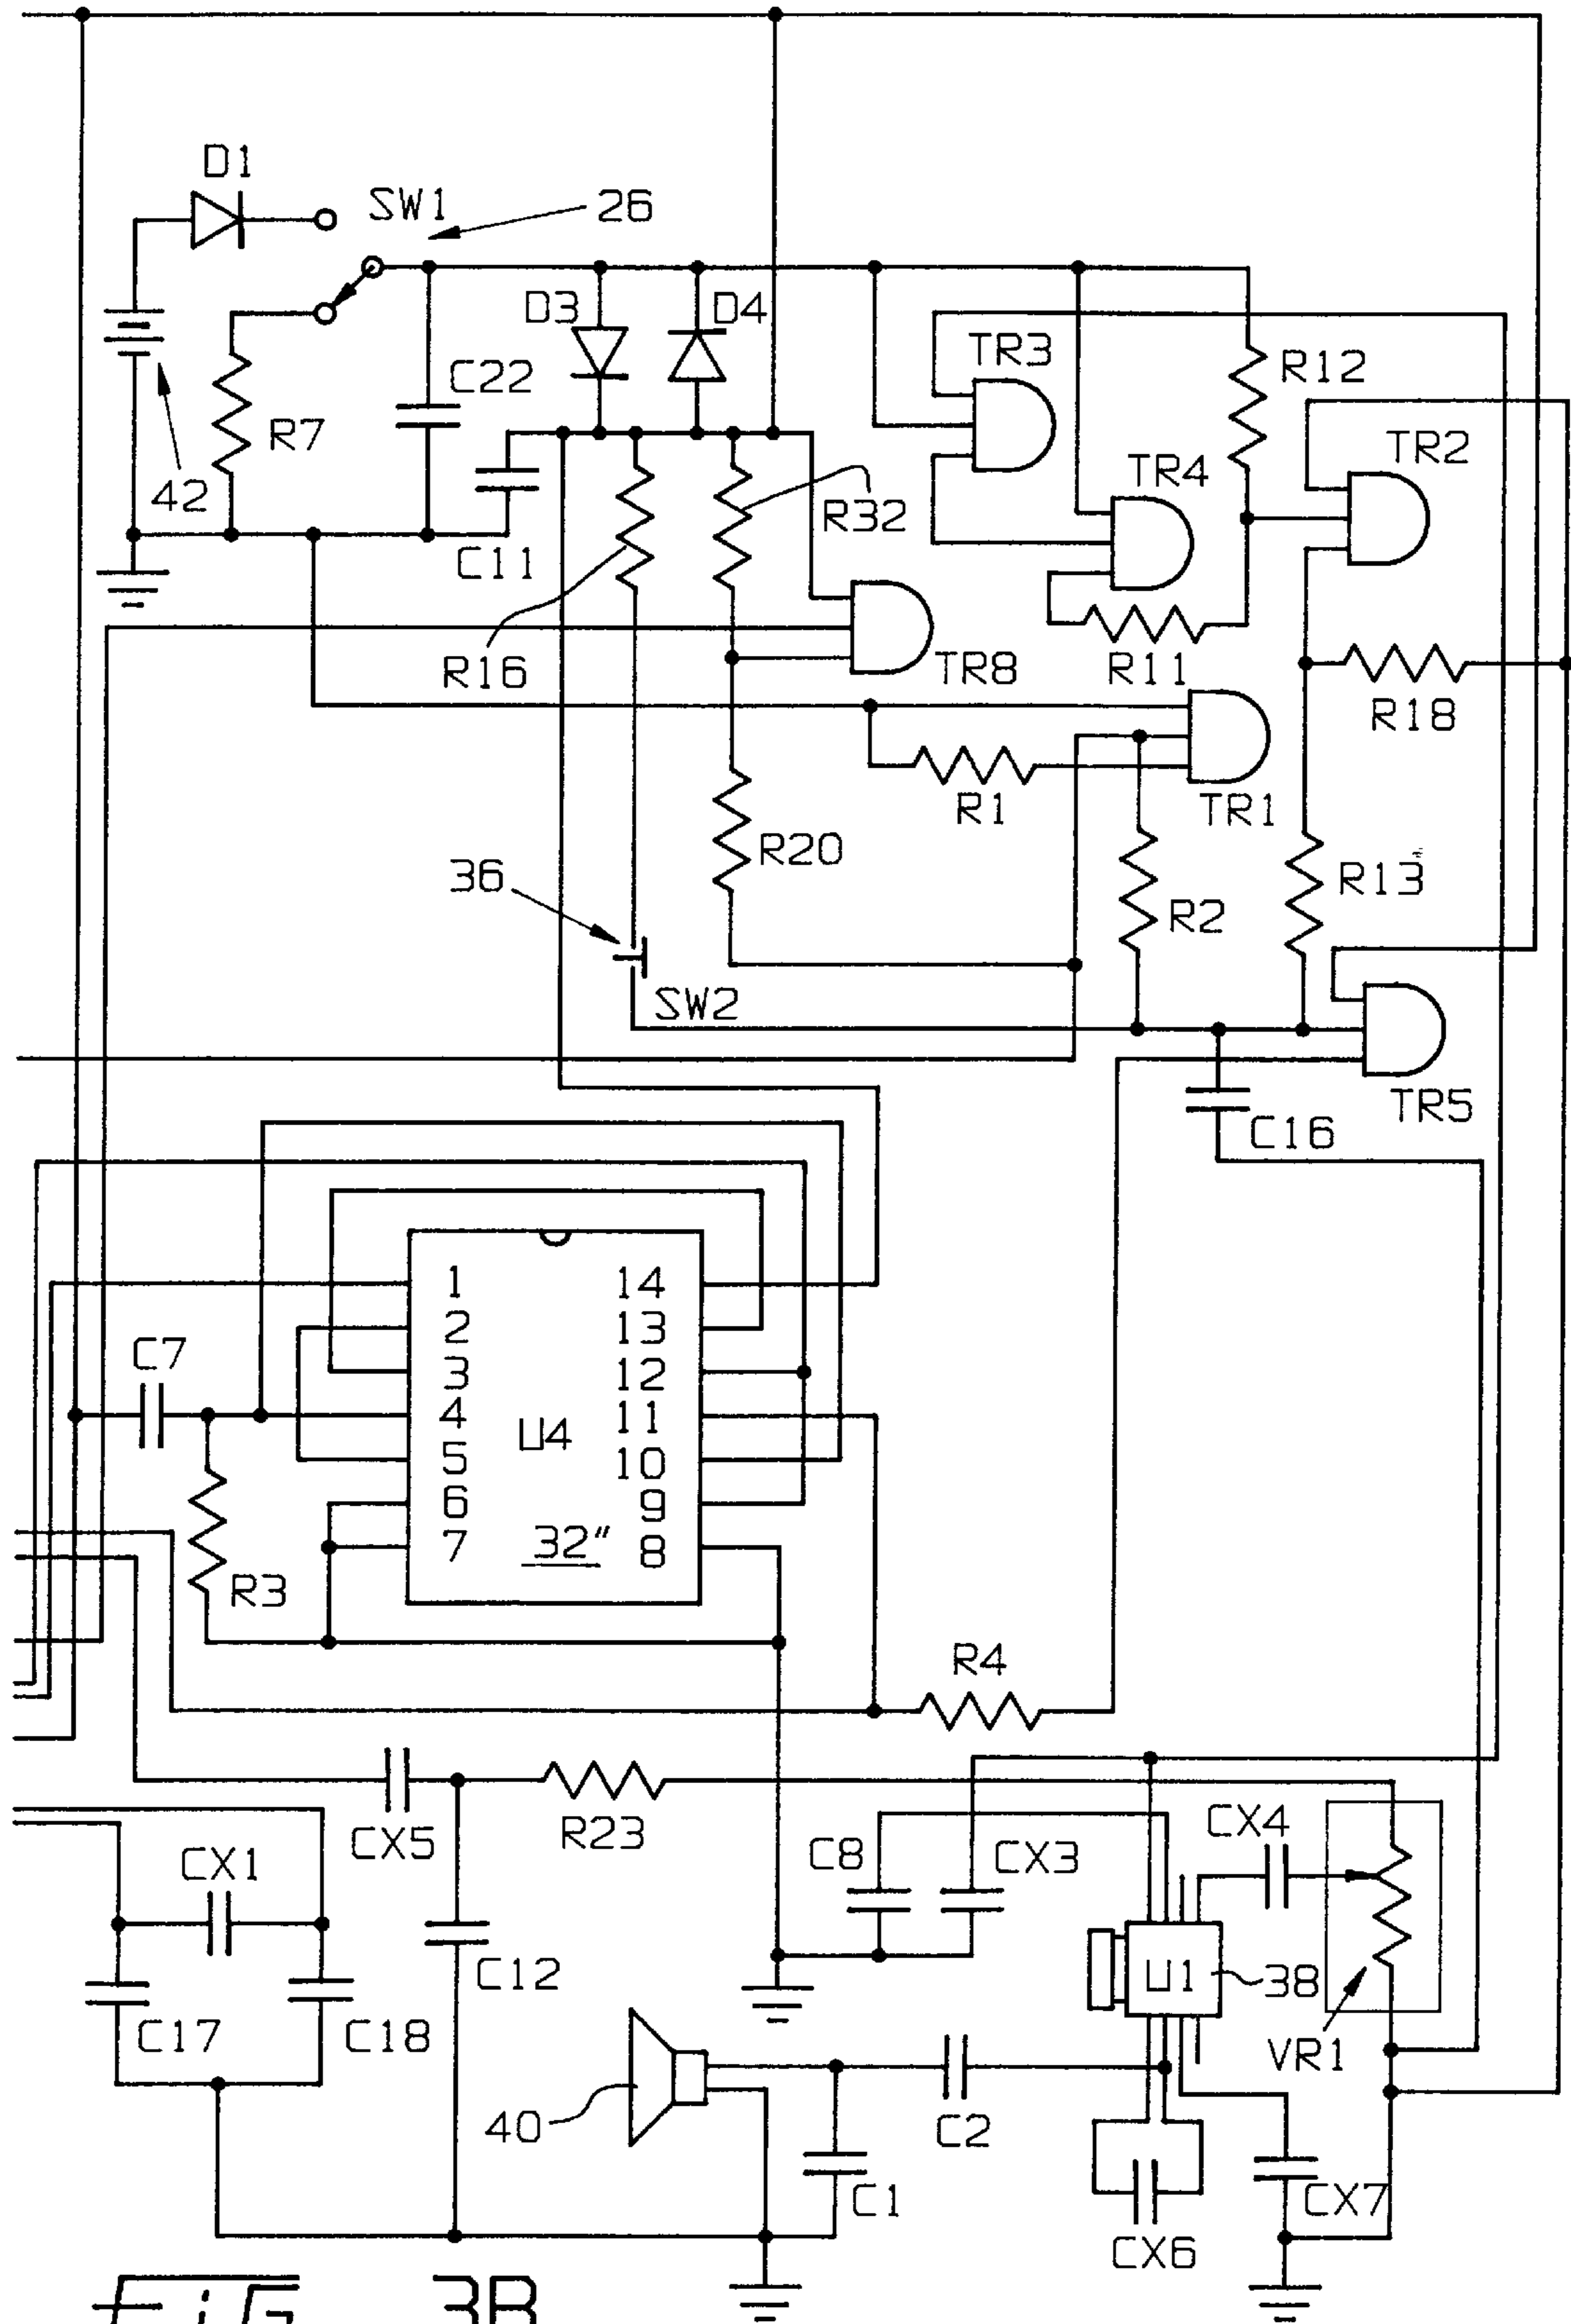 D1
SW1
26
D3
D4
TR3
R12
C22
R7
TR2
42
TR4
R32
C11
R16
TR8
R11
R18
R1
TR1
R20
36
R13
R2
SW2
TR5
C16
1 14
2 13
C7
3 12
4 11
U4
5 10
6 9
7 32" 8
R3
R4
CX5
R23
CX4
C8
CX3
CX1
C12
U1
38
C17
C18
VR1
40
C2
C1
CX7
CX6
FIG 3B